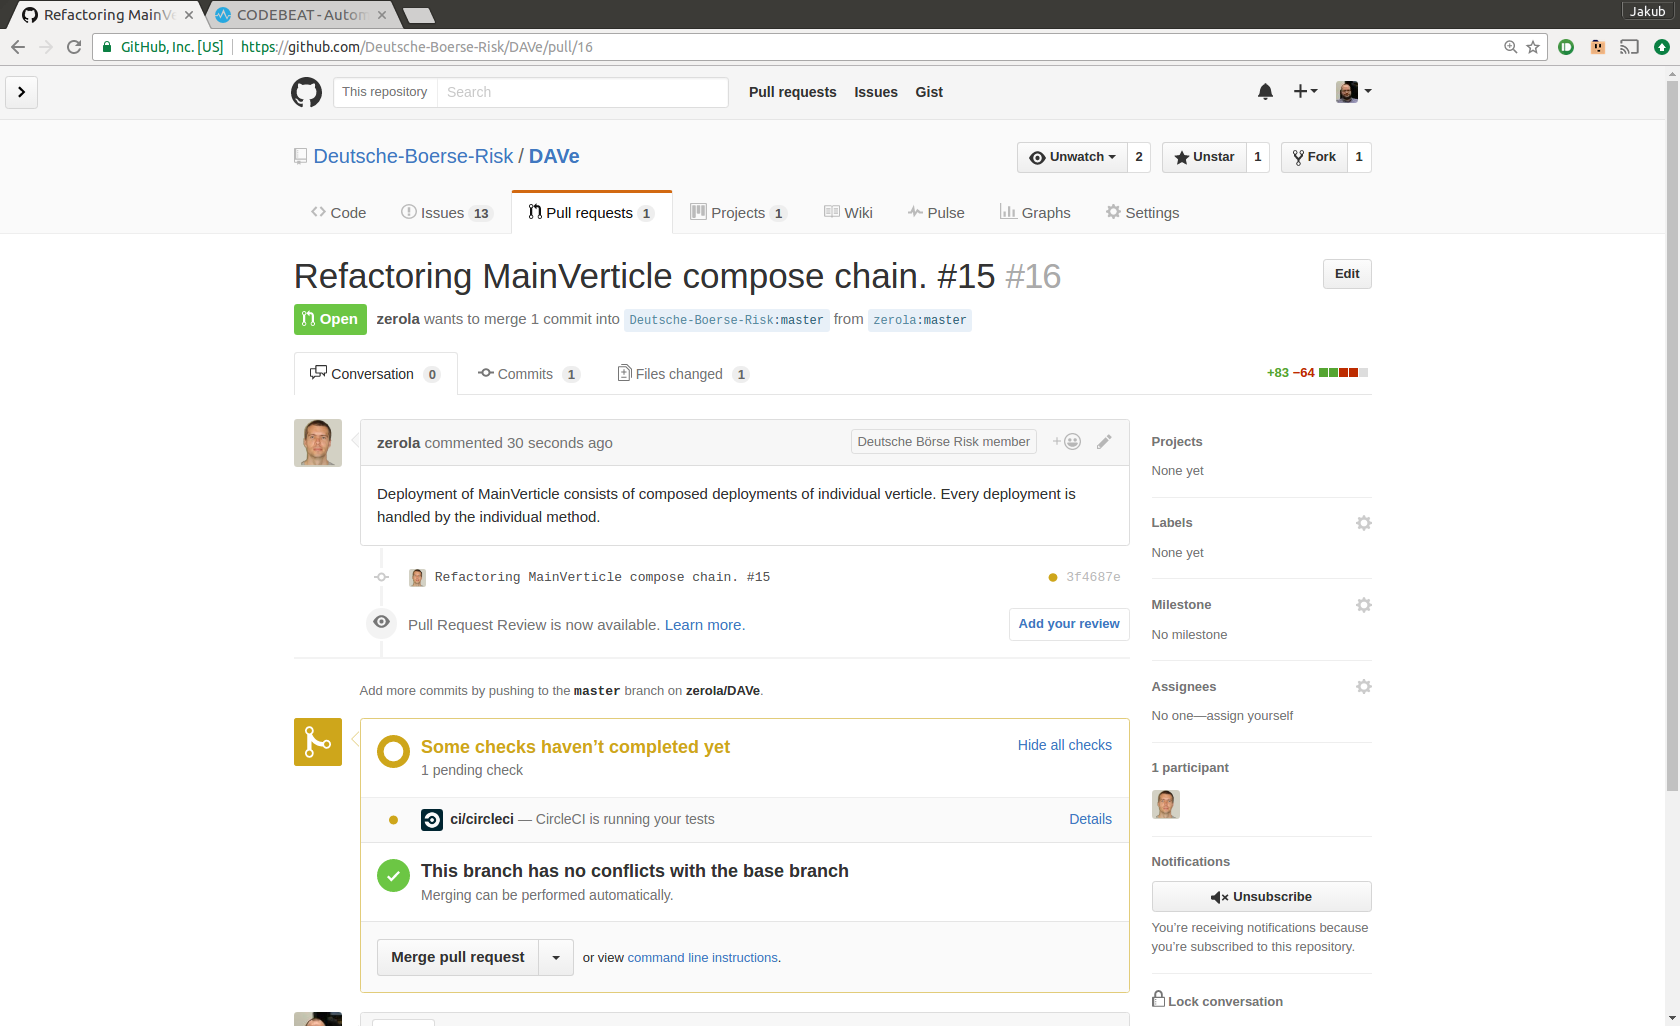 Refactoring MainVe
CODEBEAT - Autom
Jakub
GitHub, Inc. [US]
https://github.com/Deutsche-Boerse-Risk/DAVe/pull/16
This repository Search
Pull requests Issues Gist
Deutsche-Boerse-Risk / DAVe
Unwatch 2 Unstar 1 Fork 1
Code Issues 13 Pull requests 1 Projects 1 Wiki Pulse Graphs Settings
Refactoring MainVerticle compose chain. #15 #16
Edit
Open zerola wants to merge 1 commit into Deutsche-Boerse-Risk:master from zerola:master
Conversation 0 Commits 1 Files changed 1
+83 −64
zerola commented 30 seconds ago
Deutsche Börse Risk member
Deployment of MainVerticle consists of composed deployments of individual verticle. Every deployment is
handled by the individual method.
Refactoring MainVerticle compose chain. #15
3f4687e
Pull Request Review is now available. Learn more.
Add your review
Add more commits by pushing to the master branch on zerola/DAVe.
Some checks haven’t completed yet
Hide all checks
1 pending check
ci/circleci — CircleCI is running your tests
Details
This branch has no conflicts with the base branch
Merging can be performed automatically.
Merge pull request
or view command line instructions.
Projects
None yet
Labels
None yet
Milestone
No milestone
Assignees
No one—assign yourself
1 participant
Notifications
Unsubscribe
You’re receiving notifications because
you’re subscribed to this repository.
Lock conversation